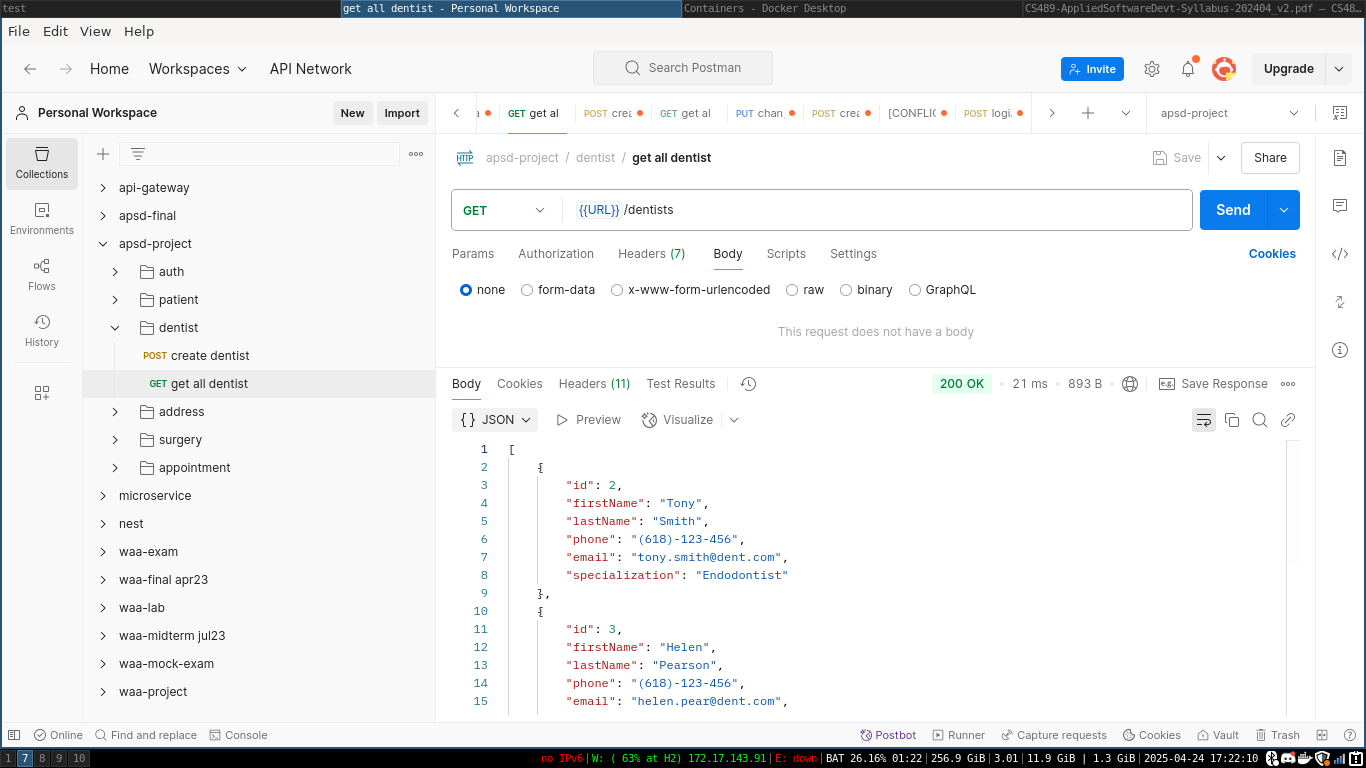 test get all dentist - Personal Workspace Containers - Docker Desktop CS489-AppliedSoftwareDevt-Syllabus-202404_v2.pdf — CS48…
File Edit View Help
Home Workspaces API Network Search Postman Invite Upgrade
Personal Workspace New Import
a GET get al POST crea GET get al PUT chan POST crea [CONFLIC POST logi apsd-project
Collections
Environments
Flows
History
api-gateway
apsd-final
apsd-project
auth
patient
dentist
POST create dentist
GET get all dentist
address
surgery
appointment
microservice
nest
waa-exam
waa-final apr23
waa-lab
waa-midterm jul23
waa-mock-exam
waa-project
HTTP apsd-project / dentist / get all dentist Save Share
GET {{URL}} /dentists Send
Params Authorization Headers (7) Body Scripts Settings Cookies
none form-data x-www-form-urlencoded raw binary GraphQL
This request does not have a body
Body Cookies Headers (11) Test Results 200 OK 21 ms 893 B e.g. Save Response
{ } JSON Preview Visualize
1 [
2 {
3 "id": 2,
4 "firstName": "Tony",
5 "lastName": "Smith",
6 "phone": "(618)-123-456",
7 "email": "tony.smith@dent.com",
8 "specialization": "Endodontist"
9 },
10 {
11 "id": 3,
12 "firstName": "Helen",
13 "lastName": "Pearson",
14 "phone": "(618)-123-456",
15 "email": "helen.pear@dent.com",
Online Find and replace Console Postbot Runner Capture requests Cookies Vault Trash
1 7 8 9 10 no IPv6|W: ( 63% at H2) 172.17.143.91|E: down|BAT 26.16% 01:22|256.9 GiB|3.01|11.9 GiB | 1.3 GiB|2025-04-24 17:22:10